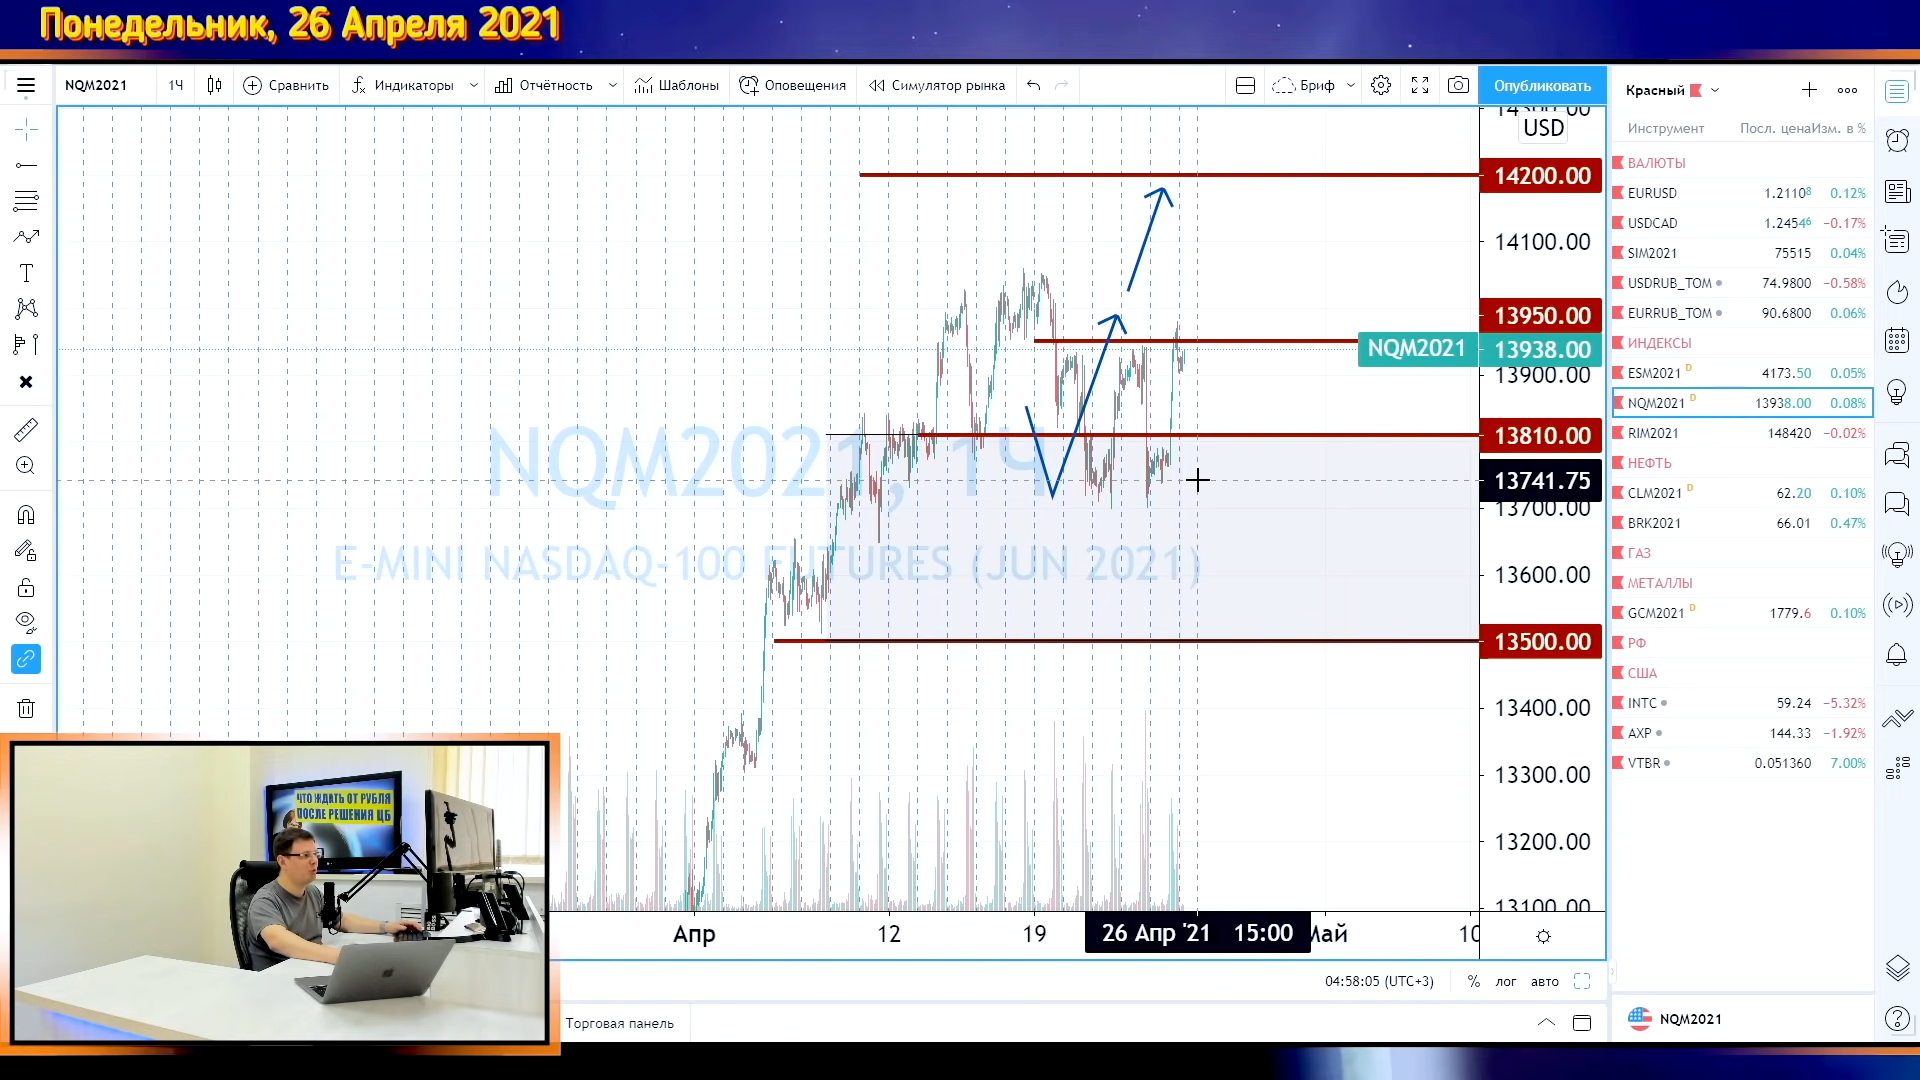 Понедельник, 26 Апреля 2021
NQM2021
1Ч
Сравнить
Индикаторы
Отчётность
Шаблоны
Оповещения
Симулятор рынка
Бриф
Опубликовать
USD
14200.00
14100.00
13950.00
NQM2021 13938.00
13900.00
13810.00
13741.75
13700.00
13600.00
13500.00
13400.00
13300.00
13200.00
13100.00
NQM2021, 1Ч
E-MINI NASDAQ-100 FUTURES (JUN 2021)
Апр 12 19 26 Апр '21 15:00 Май 10
04:58:05 (UTC+3) % лог авто
Торговая панель
Красный
Инструмент Посл. цена Изм. в %
ВАЛЮТЫ
EURUSD 1.21108 0.12%
USDCAD 1.24546 −0.17%
SIM2021 75515 0.04%
USDRUB_TOM 74.9800 −0.58%
EURRUB_TOM 90.6800 0.06%
ИНДЕКСЫ
ESM2021 D 4173.50 0.05%
NQM2021 D 13938.00 0.08%
RIM2021 148420 −0.02%
НЕФТЬ
CLM2021 D 62.20 0.10%
BRK2021 66.01 0.47%
ГАЗ
МЕТАЛЛЫ
GCM2021 D 1779.6 0.10%
РФ
США
INTC 59.24 −5.32%
AXP 144.33 −1.92%
VTBR 0.051360 7.00%
NQM2021
ЧТО ЖДАТЬ ОТ РУБЛЯ
ПОСЛЕ РЕШЕНИЯ ЦБ